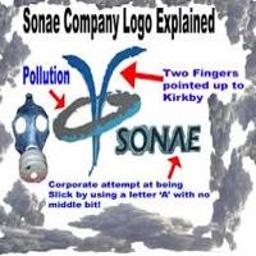 Sonae Company Logo Explained
Pollution
Two Fingers
pointed up to
Kirkby
SONAE
Corporate attempt at being
Slick by using a letter 'A' with no
middle bit!